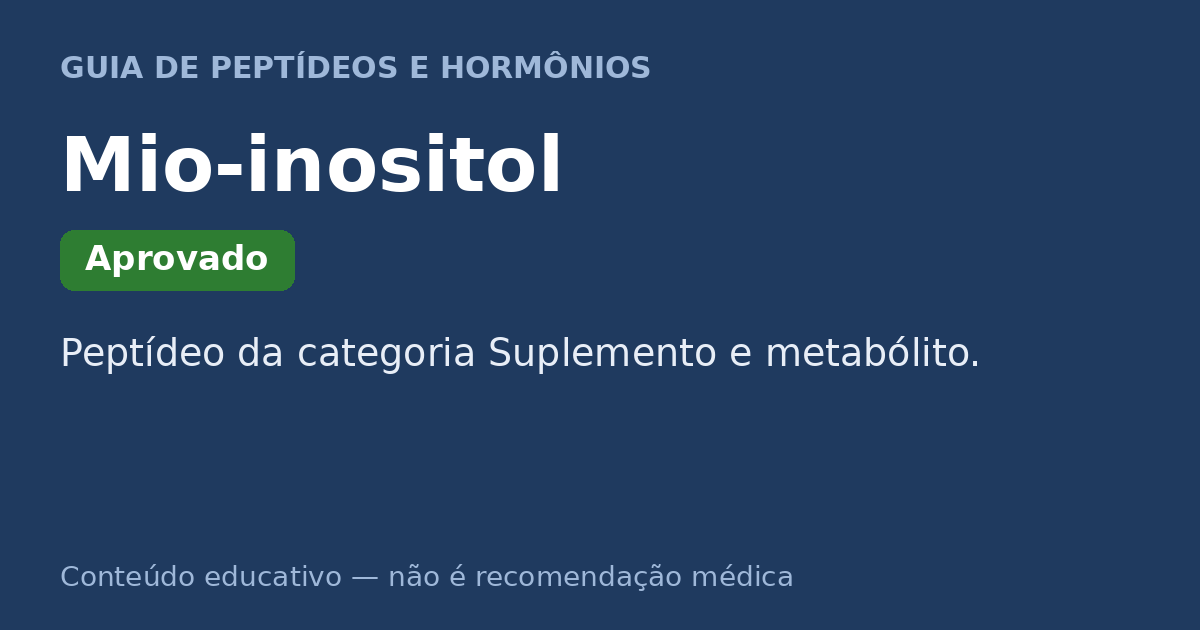 GUIA DE PEPTÍDEOS E HORMÔNIOS
Mio-inositol
Aprovado
Peptídeo da categoria Suplemento e metabólito.
Conteúdo educativo — não é recomendação médica